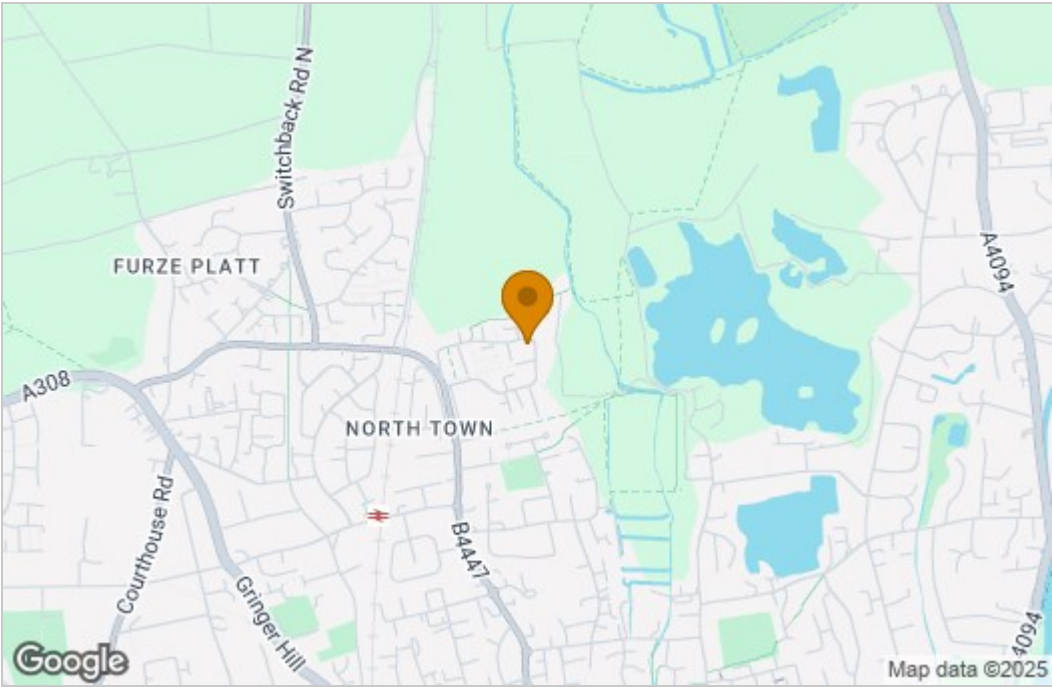 Switchback Rd N
A4094
FURZE PLATT
A308
NORTH TOWN
Courthouse Rd
B4447
Gringer Hill
A4094
Google
Map data ©2025